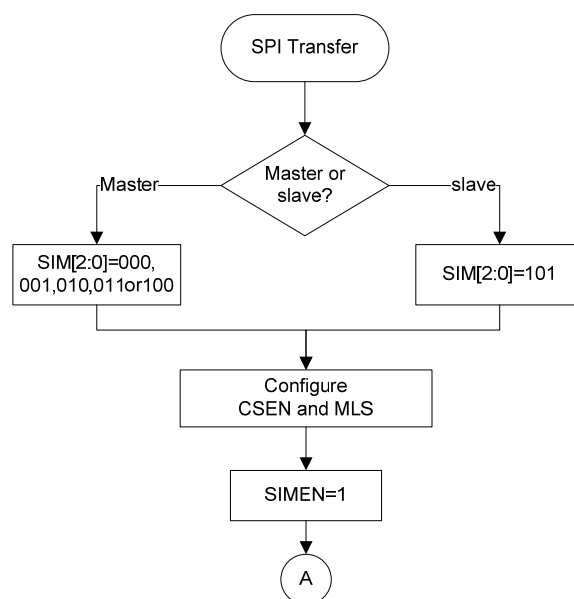 SPI Transfer
Master or
slave?
Master
slave
SIM[2:0]=000,
001,010,011or100
SIM[2:0]=101
Configure
CSEN and MLS
SIMEN=1
A